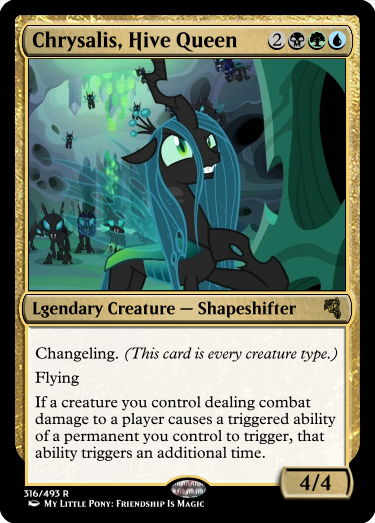 Chrysalis, Hive Queen 2
Lgendary Creature — Shapeshifter
Changeling. (This card is every creature type.)
Flying
If a creature you control dealing combat
damage to a player causes a triggered ability
of a permanent you control to trigger, that
ability triggers an additional time.
4/4
316/493 R
My Little Pony: Friendship Is Magic